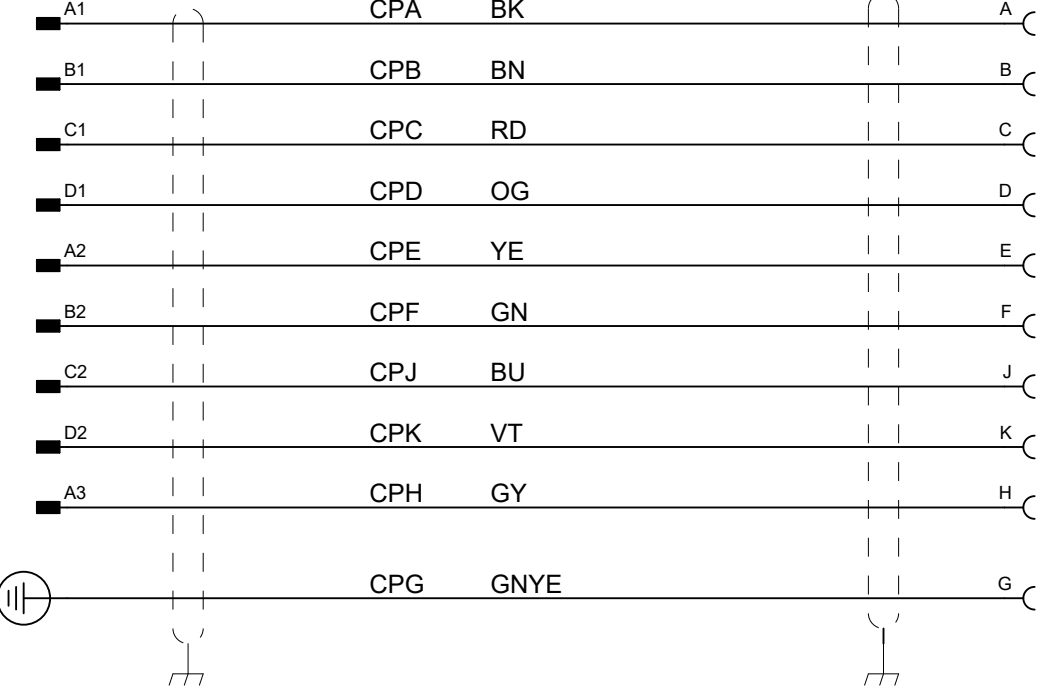 A1 CPA BK A
B1 CPB BN B
C1 CPC RD C
D1 CPD OG D
A2 CPE YE E
B2 CPF GN F
C2 CPJ BU J
D2 CPK VT K
A3 CPH GY H
CPG GNYE G